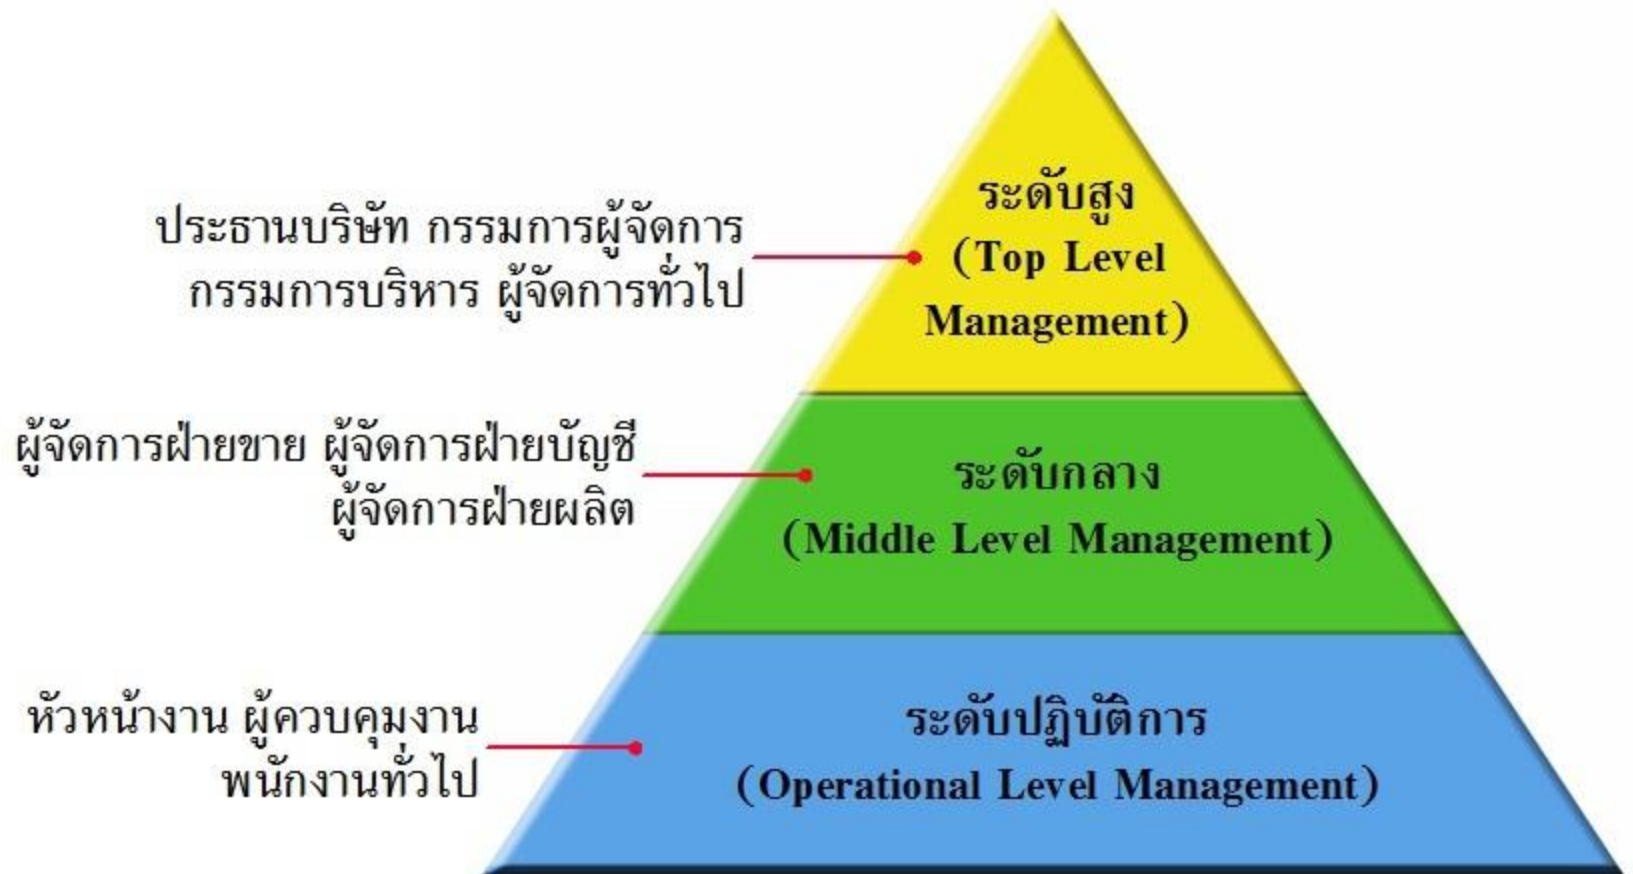 ระดับสูง
(Top Level
Management)
ประธานบริษัท กรรมการผู้จัดการ
กรรมการบริหาร ผู้จัดการทั่วไป
ผู้จัดการฝ่ายขาย ผู้จัดการฝ่ายบัญชี
ผู้จัดการฝ่ายผลิต
ระดับกลาง
(Middle Level Management)
หัวหน้างาน ผู้ควบคุมงาน
พนักงานทั่วไป
ระดับปฏิบัติการ
(Operational Level Management)